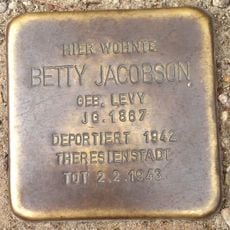 HIER WOHNTE
BETTY JACOBSON
GEB. LEVY
JG. 1867
DEPORTIERT 1942
THERESIENSTADT
TOT 2.2.1943